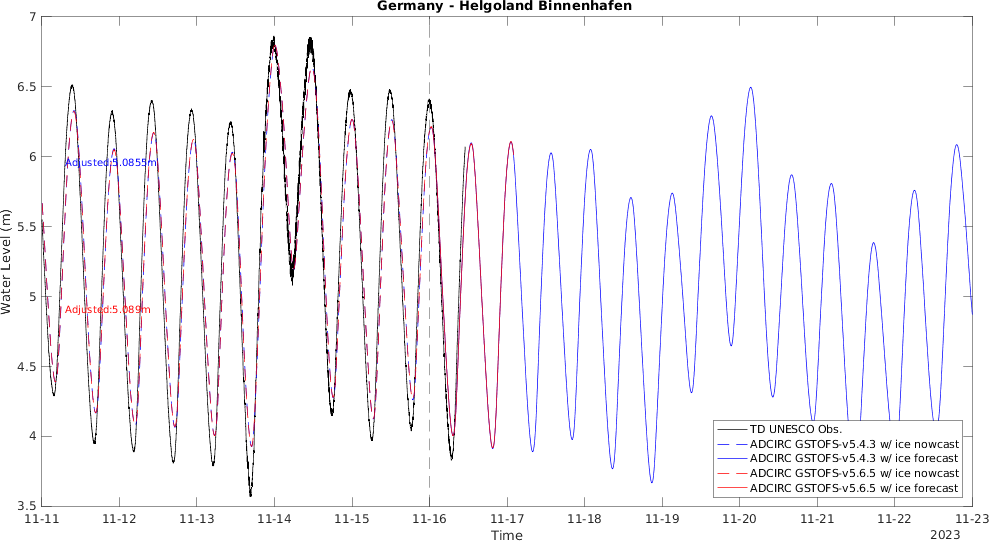 Germany - Helgoland Binnenhafen
7
6.5
6
5.5
5
4.5
4
3.5
Water Level (m)
Adjusted:5.0855m
Adjusted:5.089m
TD UNESCO Obs.
ADCIRC GSTOFS-v5.4.3 w/ ice nowcast
ADCIRC GSTOFS-v5.4.3 w/ ice forecast
ADCIRC GSTOFS-v5.6.5 w/ ice nowcast
ADCIRC GSTOFS-v5.6.5 w/ ice forecast
11-11 11-12 11-13 11-14 11-15 11-16 11-17 11-18 11-19 11-20 11-21 11-22 11-23
Time
2023